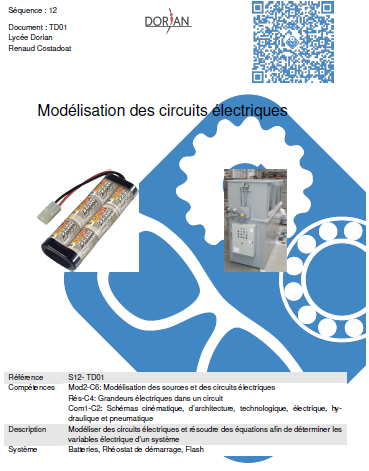 Séquence : 12
Document : TD01
Lycée Dorian
Renaud Costadoat
DORIAN
Modélisation des circuits électriques
Référence S12- TD01
Compétences Mod2-C6: Modélisation des sources et des circuits électriques
Rés-C4: Grandeurs électriques dans un circuit
Com1-C2: Schémas cinématique, d'architecture, technologique, électrique, hy-
draulique et pneumatique
Description Modéliser des circuits électriques et résoudre des équations afin de déterminer les
variables électrique d'un système
Système Batteries, Rhéostat de démarrage, Flash